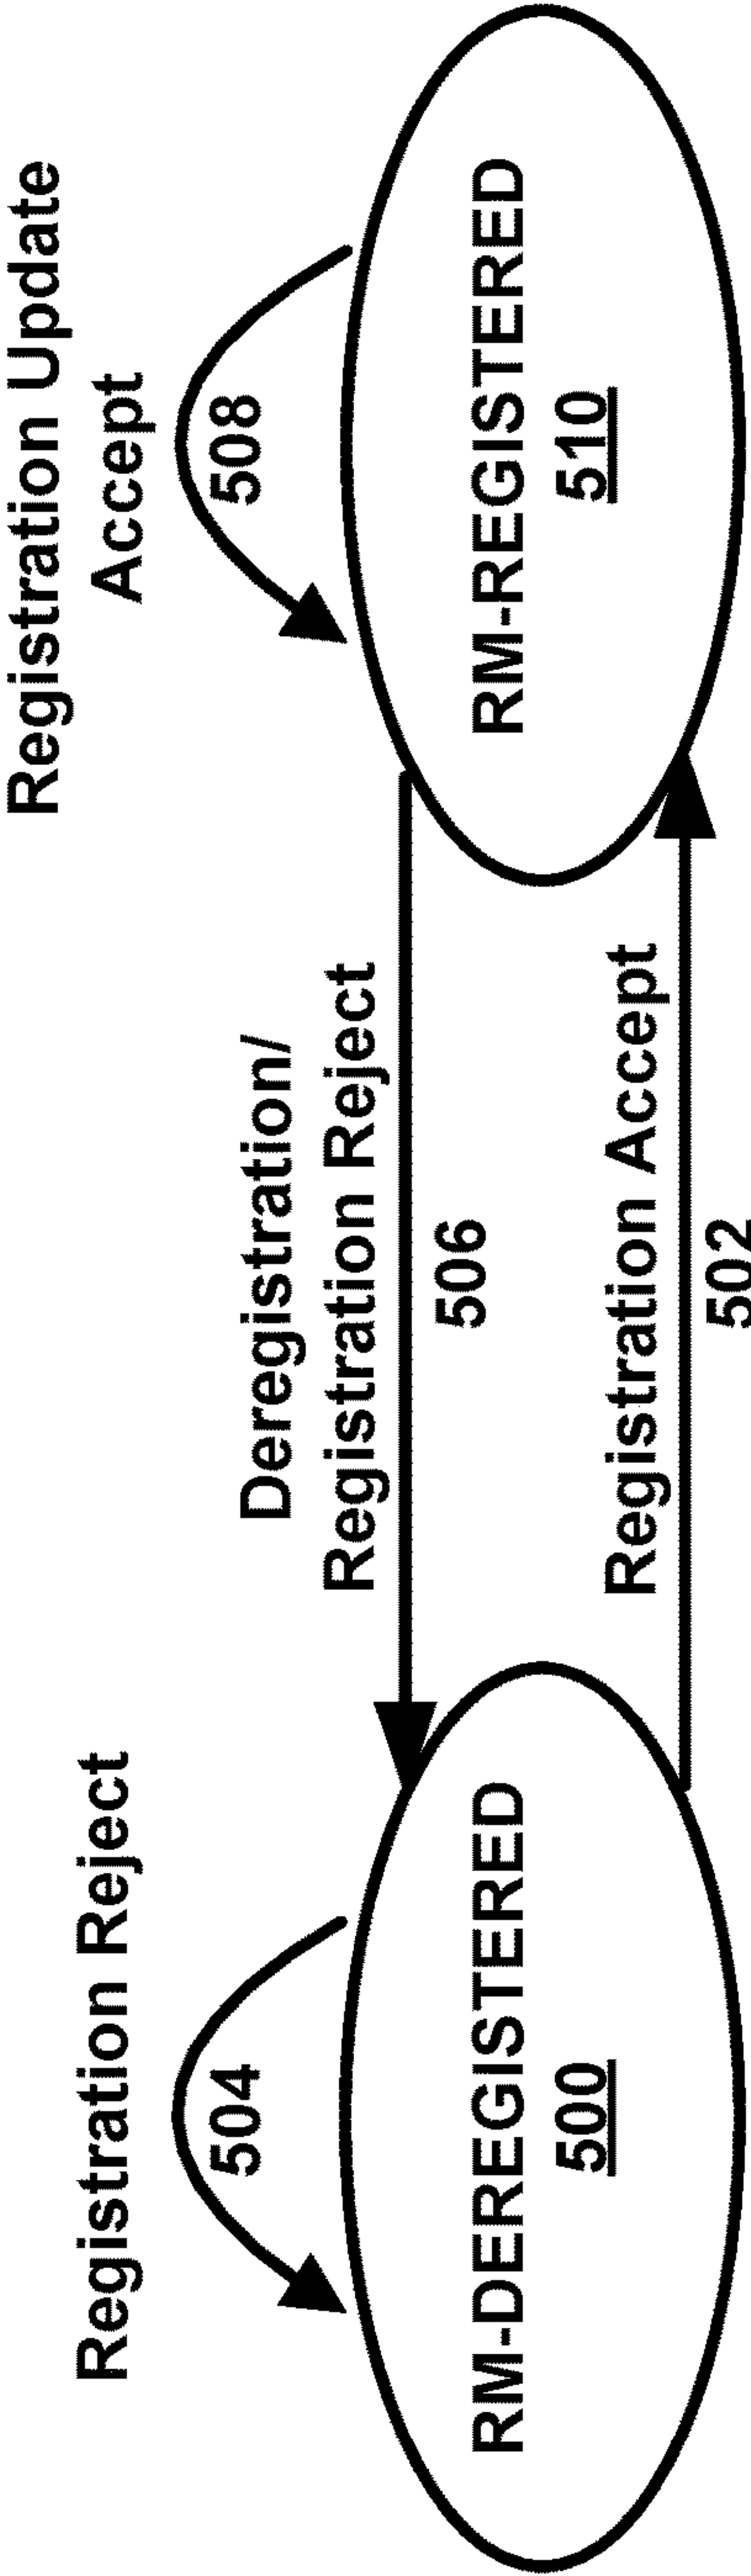 Registration Reject
504
RM-DEREGISTERED
500
Deregistration/
Registration Reject
506
Registration Accept
502
Registration Update
Accept
508
RM-REGISTERED
510